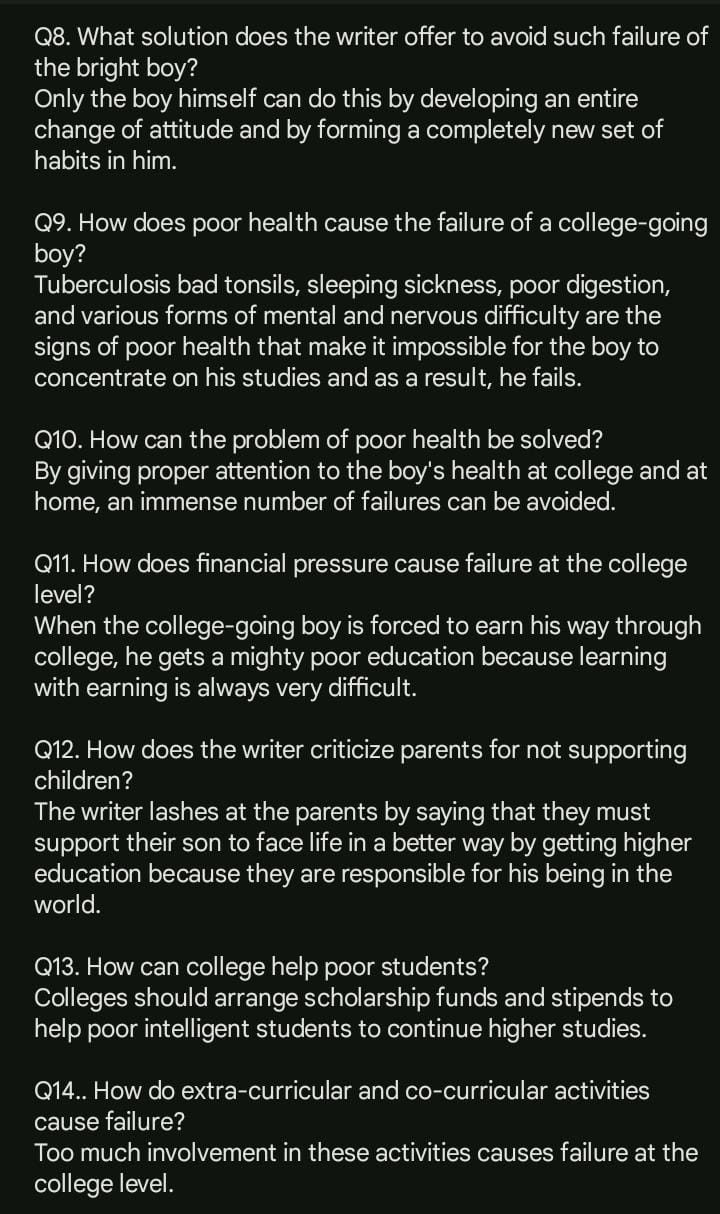 Q8. What solution does the writer offer to avoid such failure of
the bright boy?
Only the boy himself can do this by developing an entire
change of attitude and by forming a completely new set of
habits in him.
Q9. How does poor health cause the failure of a college-going
boy?
Tuberculosis bad tonsils, sleeping sickness, poor digestion,
and various forms of mental and nervous difficulty are the
signs of poor health that make it impossible for the boy to
concentrate on his studies and as a result, he fails.
Q10. How can the problem of poor health be solved?
By giving proper attention to the boy's health at college and at
home, an immense number of failures can be avoided.
Q11. How does financial pressure cause failure at the college
level?
When the college-going boy is forced to earn his way through
college, he gets a mighty poor education because learning
with earning is always very difficult.
Q12. How does the writer criticize parents for not supporting
children?
The writer lashes at the parents by saying that they must
support their son to face life in a better way by getting higher
education because they are responsible for his being in the
world.
Q13. How can college help poor students?
Colleges should arrange scholarship funds and stipends to
help poor intelligent students to continue higher studies.
Q14.. How do extra-curricular and co-curricular activities
cause failure?
Too much involvement in these activities causes failure at the
college level.